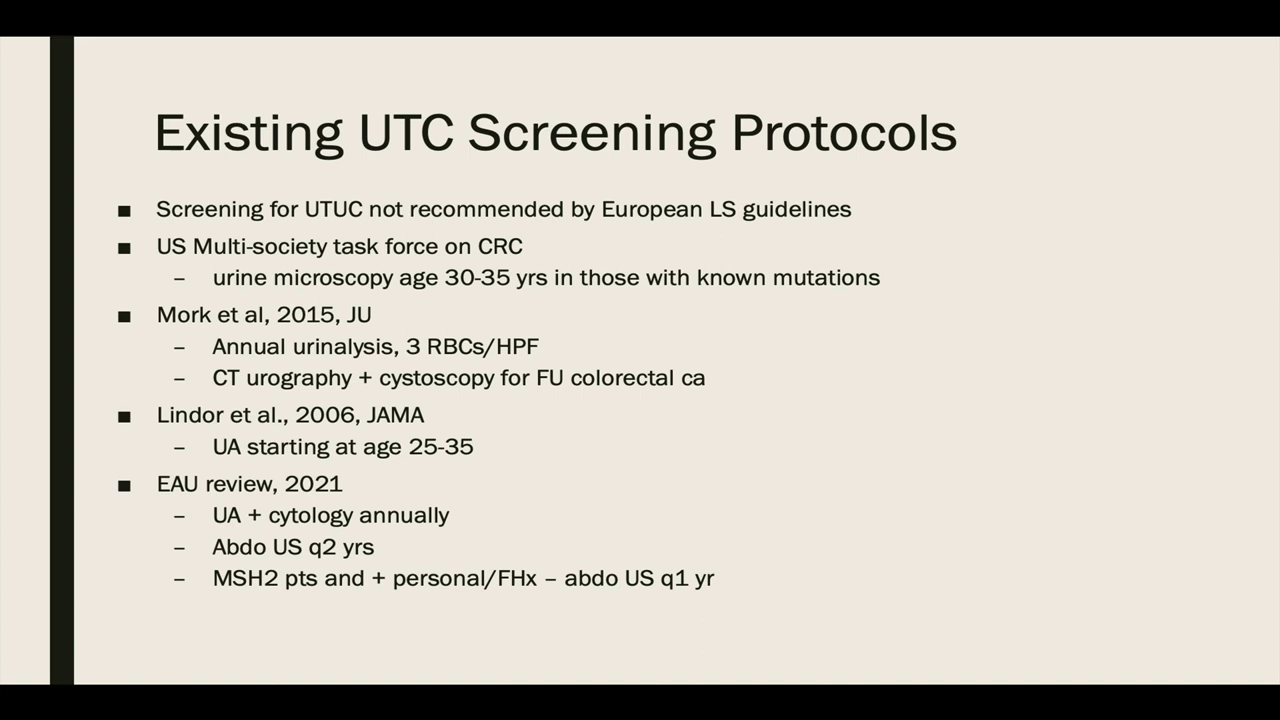 Existing UTC Screening Protocols
■ Screening for UTUC not recommended by European LS guidelines
■ US Multi-society task force on CRC
– urine microscopy age 30-35 yrs in those with known mutations
■ Mork et al, 2015, JU
– Annual urinalysis, 3 RBCs/HPF
– CT urography + cystoscopy for FU colorectal ca
■ Lindor et al., 2006, JAMA
– UA starting at age 25-35
■ EAU review, 2021
– UA + cytology annually
– Abdo US q2 yrs
– MSH2 pts and + personal/FHx – abdo US q1 yr